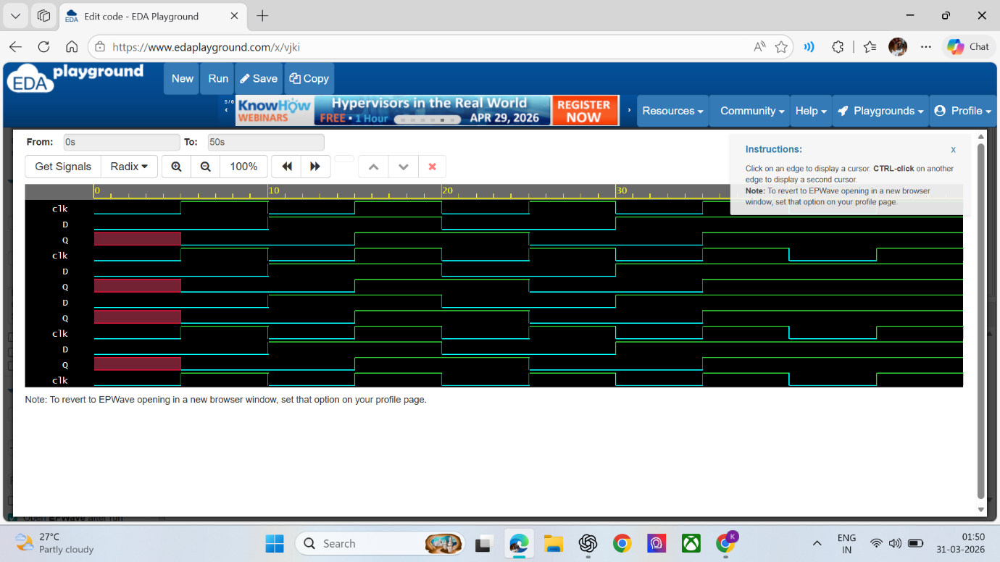 Edit code - EDA Playground
https://www.edaplayground.com/x/vjki
Chat
EDA playground
New Run Save Copy
5/6
KnowHow WEBINARS
Hypervisors in the Real World
FREE • 1 Hour APR 29, 2026
REGISTER NOW
Resources Community Help Playgrounds Profile
From: 0s To: 50s
Get Signals Radix 100%
Instructions: x
Click on an edge to display a cursor. CTRL-click on another
edge to display a second cursor.
Note: To revert to EPWave opening in a new browser
window, set that option on your profile page.
0 10 20 30
clk
D
Q
clk
D
Q
D
Q
clk
D
Q
clk
Note: To revert to EPWave opening in a new browser window, set that option on your profile page.
Open EPWave after run
27°C
Partly cloudy
Search
K
ENG
IN
01:50
31-03-2026